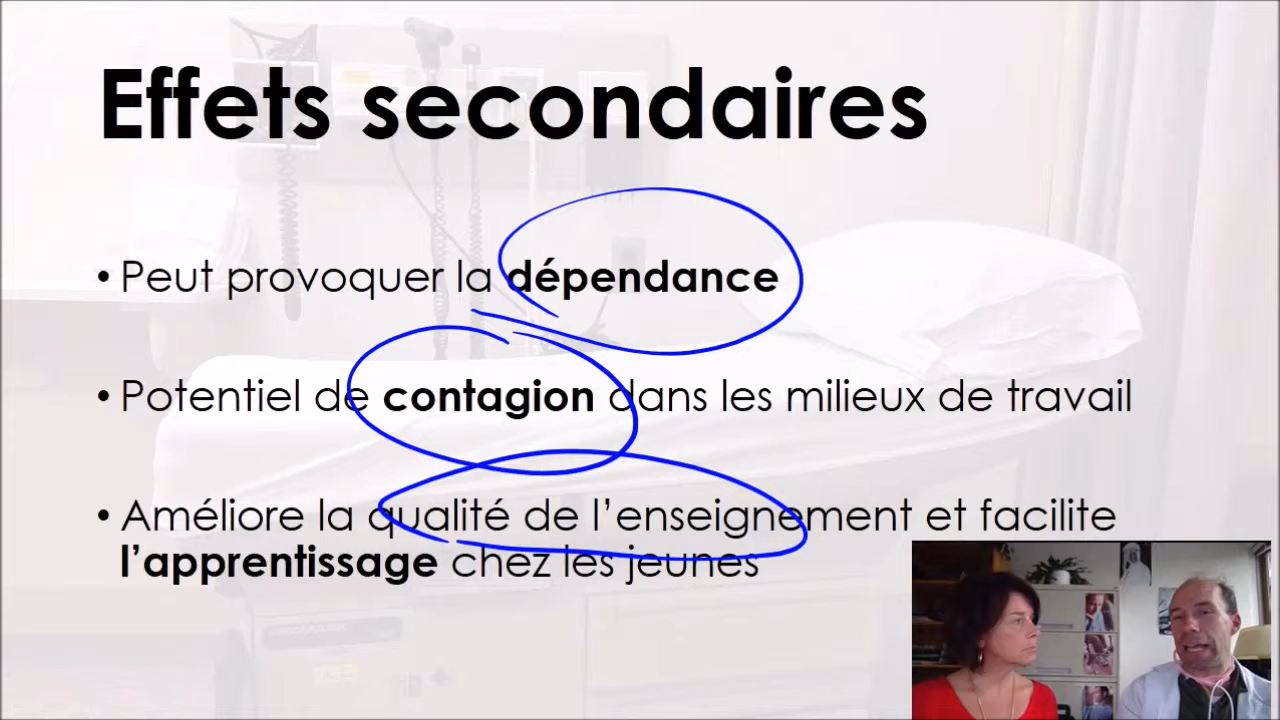 Effets secondaires
• Peut provoquer la dépendance
• Potentiel de contagion dans les milieux de travail
• Améliore la qualité de l'enseignement et facilite
l'apprentissage chez les jeunes